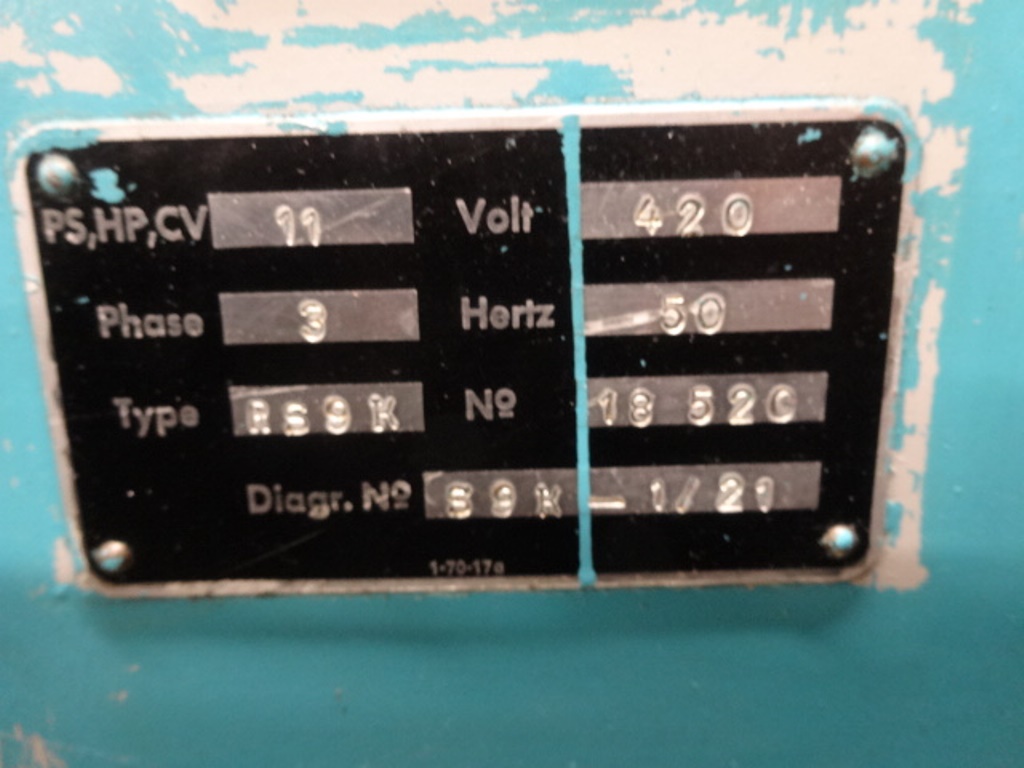 PS,HP,CV 11 Volt 420
Phase 3 Hertz 50
Type RS9K Nº 18 520
Diagr. Nº S9K - 1/21
1-70-17a